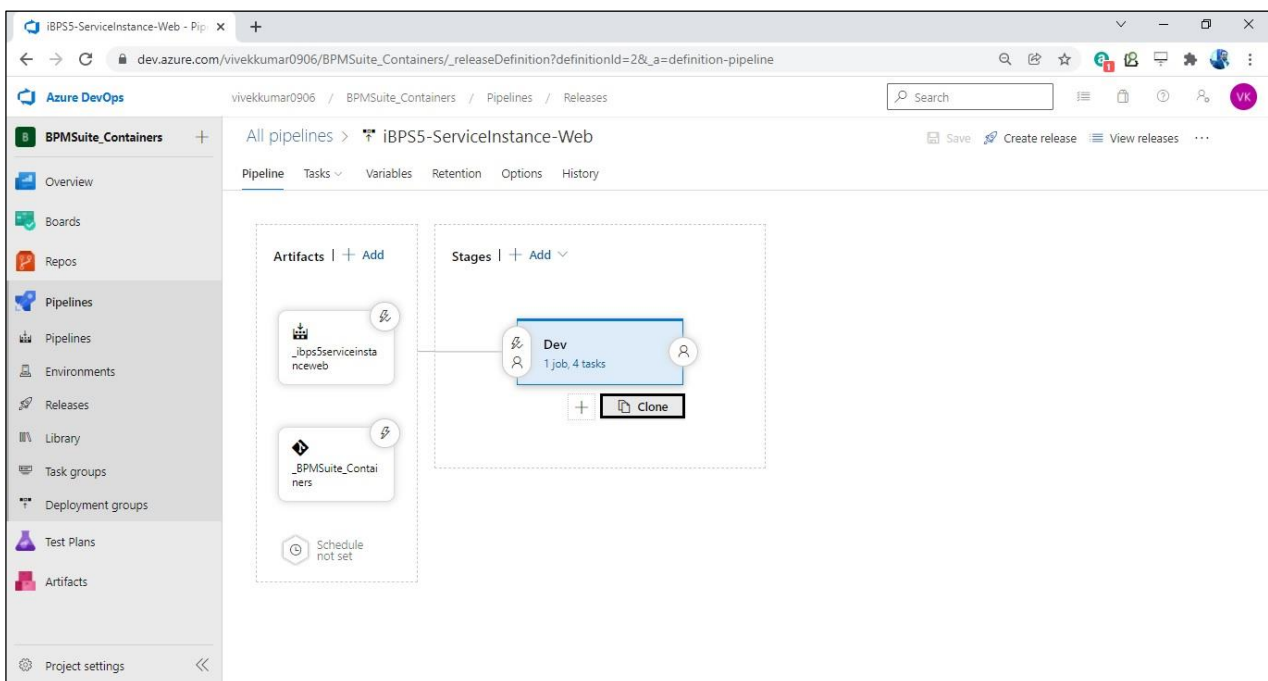 iBPS5-ServiceInstance-Web - Pip
dev.azure.com/vivekkumar0906/BPMSuite_Containers/_releaseDefinition?definitionId=2&_a=definition-pipeline
a
1
Azure DevOps
vivekkumar0906 / BPMSuite_Containers / Pipelines / Releases
Search
VK
B
BPMSuite_Containers
All pipelines > iBPS5-ServiceInstance-Web
Save
Create release
View releases
...
Pipeline
Tasks
Variables
Retention
Options
History
Overview
Boards
Repos
Pipelines
Pipelines
Environments
Releases
Library
Task groups
Deployment groups
Test Plans
Artifacts
Project settings
Artifacts | + Add
_ibps5serviceinsta
nceweb
_BPMSuite_Contai
ners
Schedule
not set
Stages | + Add
Dev
1 job, 4 tasks
Clone